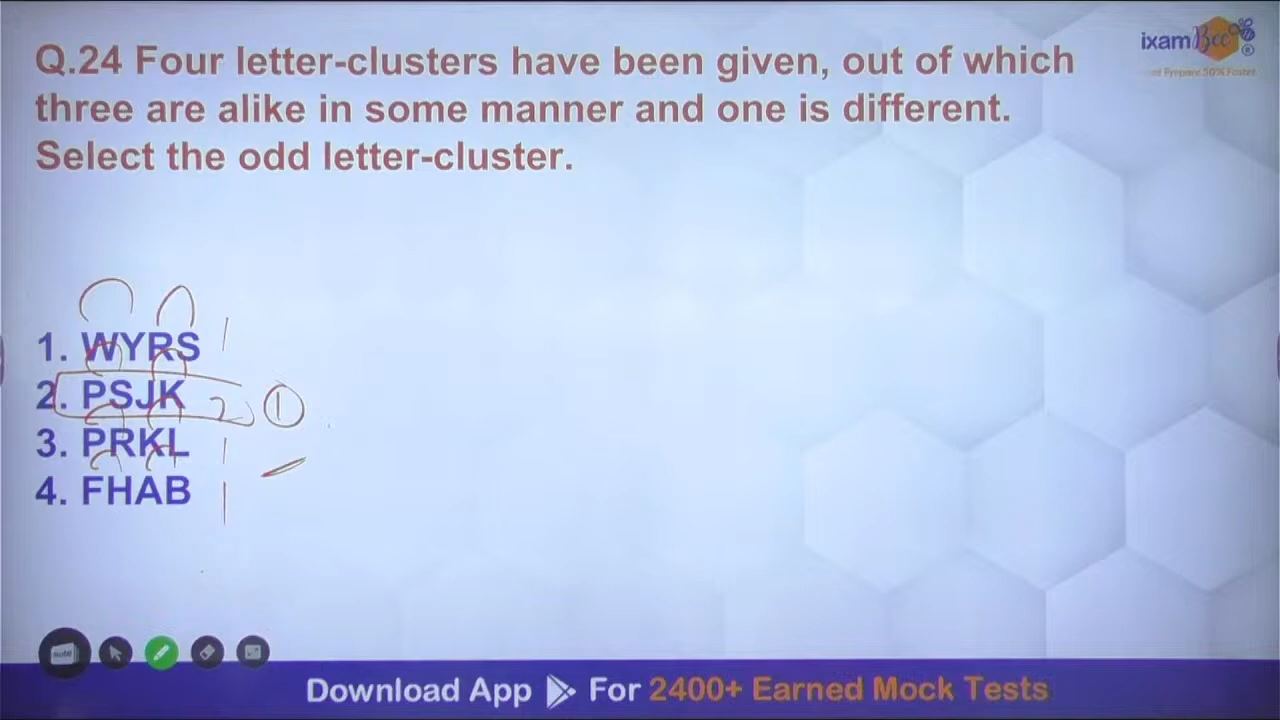 Q.24 Four letter-clusters have been given, out of which
ixamBee
®
three are alike in some manner and one is different.
Select the odd letter-cluster.
1. WYRS
2. PSJK
2
1
3. PRKL
4. FHAB
Download App For 2400+ Earned Mock Tests